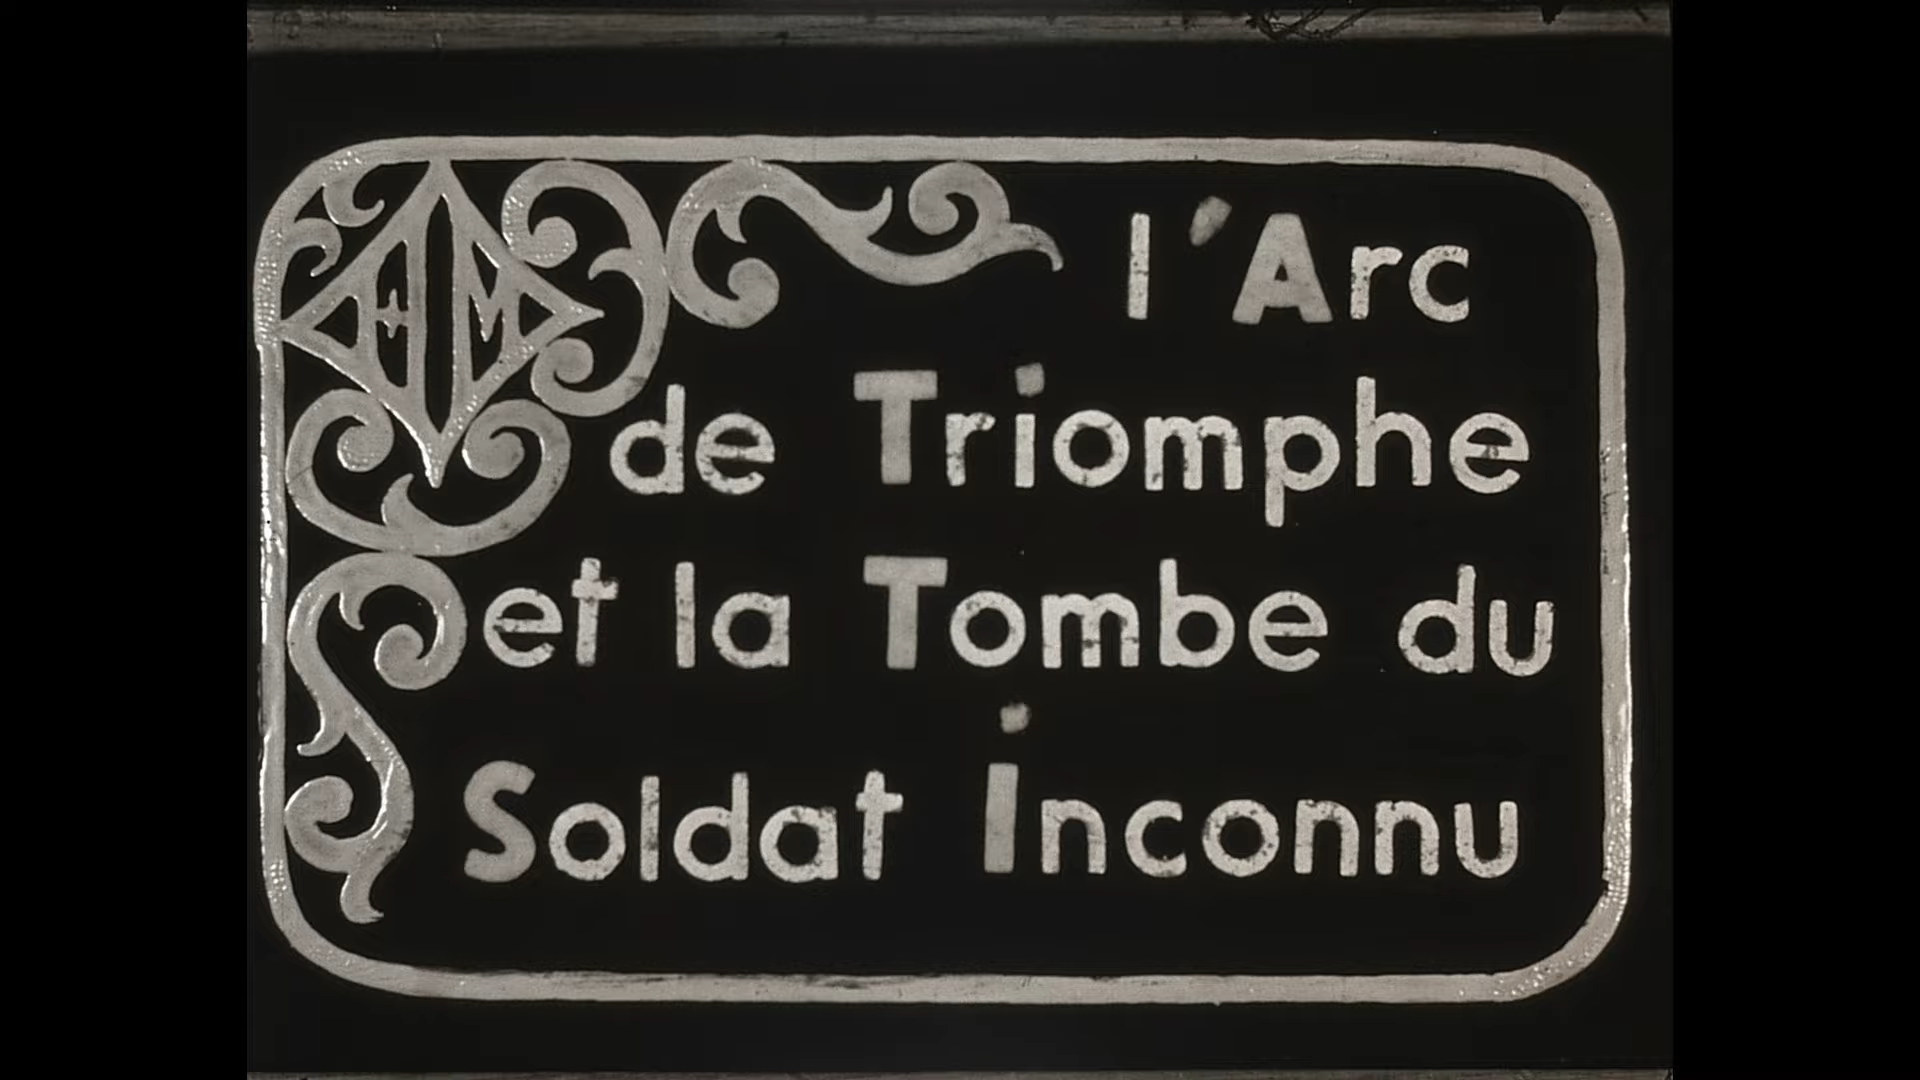 l'Arc
de Triomphe
et la Tombe du
Soldat inconnu